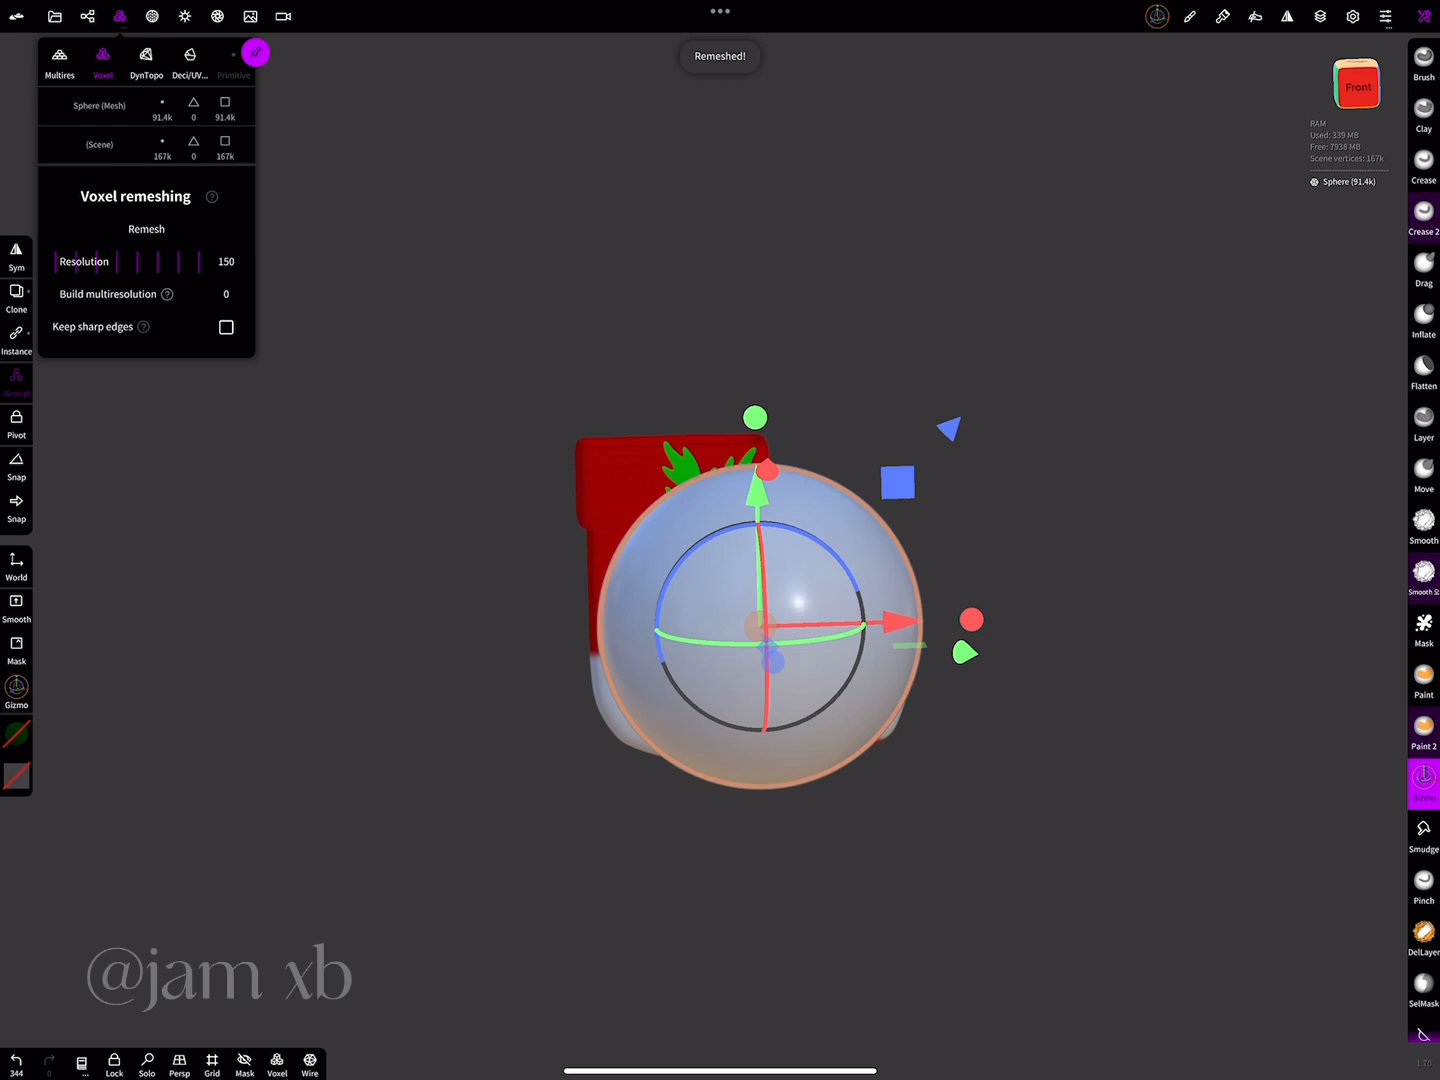 Remeshed!
Multires Voxel DynTopo Deci/UV... Primitive
Sphere (Mesh) 91.4k 0 91.4k
(Scene) 167k 0 167k
Voxel remeshing ?
Remesh
Resolution 150
Build multiresolution ? 0
Keep sharp edges ?
Sym
Clone
Instance
(Group)
Pivot
Snap
Snap
World
Smooth
Mask
Gizmo
Front
RAM
Used: 339 MB
Free: 7938 MB
Scene vertices: 167k
Sphere (91.4k)
Brush
Clay
Crease
Crease 2
Drag
Inflate
Flatten
Layer
Move
Smooth
Mask
Paint
Paint 2
Gizmo
Smudge
Pinch
DelLayer
SelMask
@jam xb
344 0 ... Lock Solo Persp Grid Mask Voxel Wire
1.70